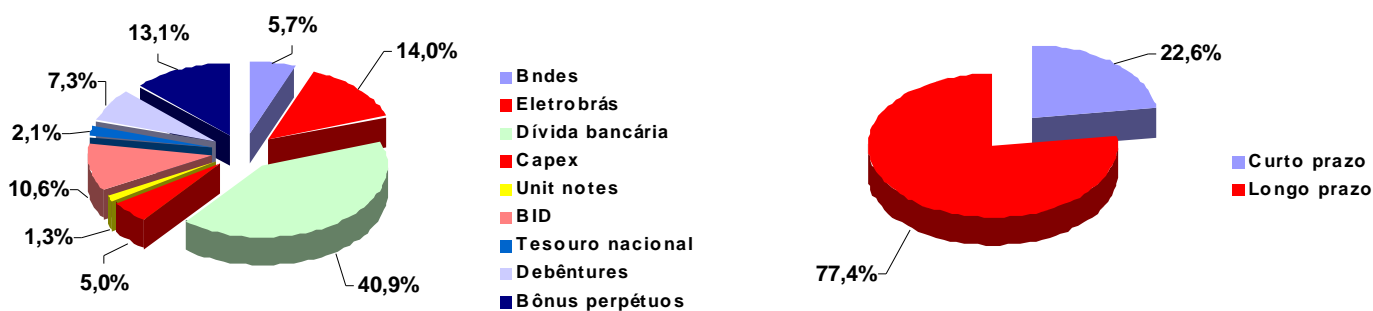 13,1%
5,7%
14,0%
7,3%
2,1%
10,6%
1,3%
5,0%
40,9%
Bndes
Eletrobrás
Dívida bancária
Capex
Unit notes
BID
Tesouro nacional
Debêntures
Bônus perpétuos
22,6%
77,4%
Curto prazo
Longo prazo